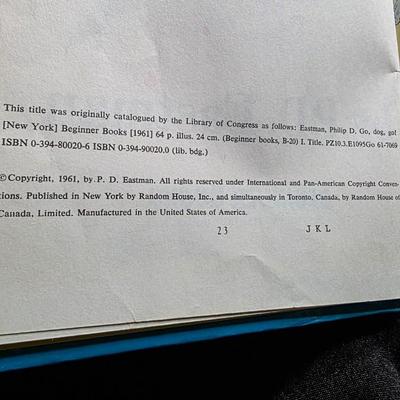 This title was originally catalogued by the Library of Congress as follows: Eastman, Philip D. Go, dog, go!
[New York] Beginner Books [1961] 64 p. illus. 24 cm. (Beginner books, B-20) I. Title. PZ10.3.E1095Go 61-7069
ISBN 0-394-80020-6 ISBN 0-394-90020.0 (lib. bdg.)
©Copyright, 1961, by P. D. Eastman. All rights reserved under International and Pan-American Copyright Conven-
tions. Published in New York by Random House, Inc., and simultaneously in Toronto, Canada, by Random House of
Canada, Limited. Manufactured in the United States of America.
23 J K L